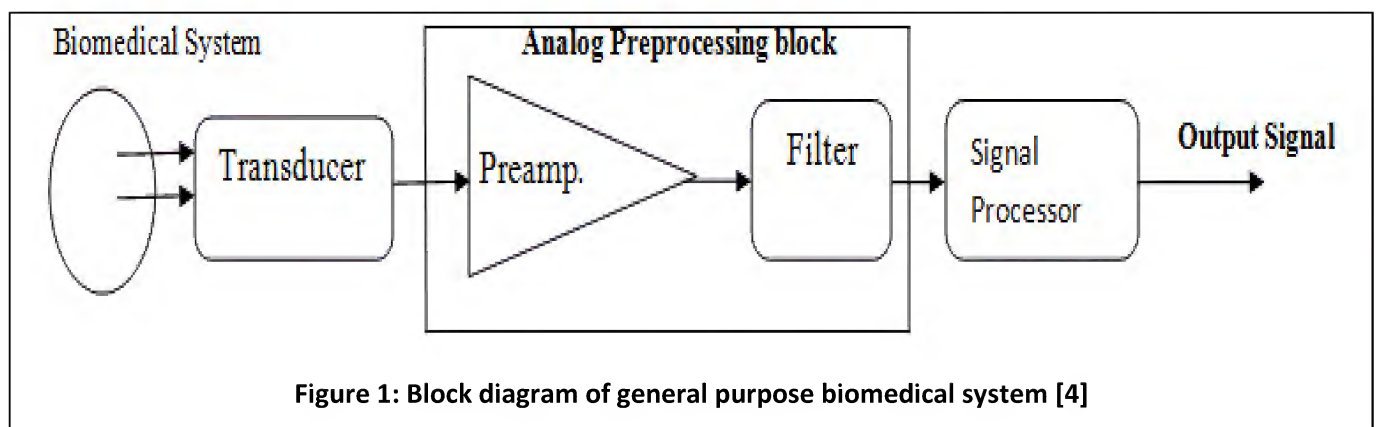 Biomedical System
Analog Preprocessing block
Transducer
Preamp.
Filter
Signal
Processor
Output Signal
Figure 1: Block diagram of general purpose biomedical system [4]